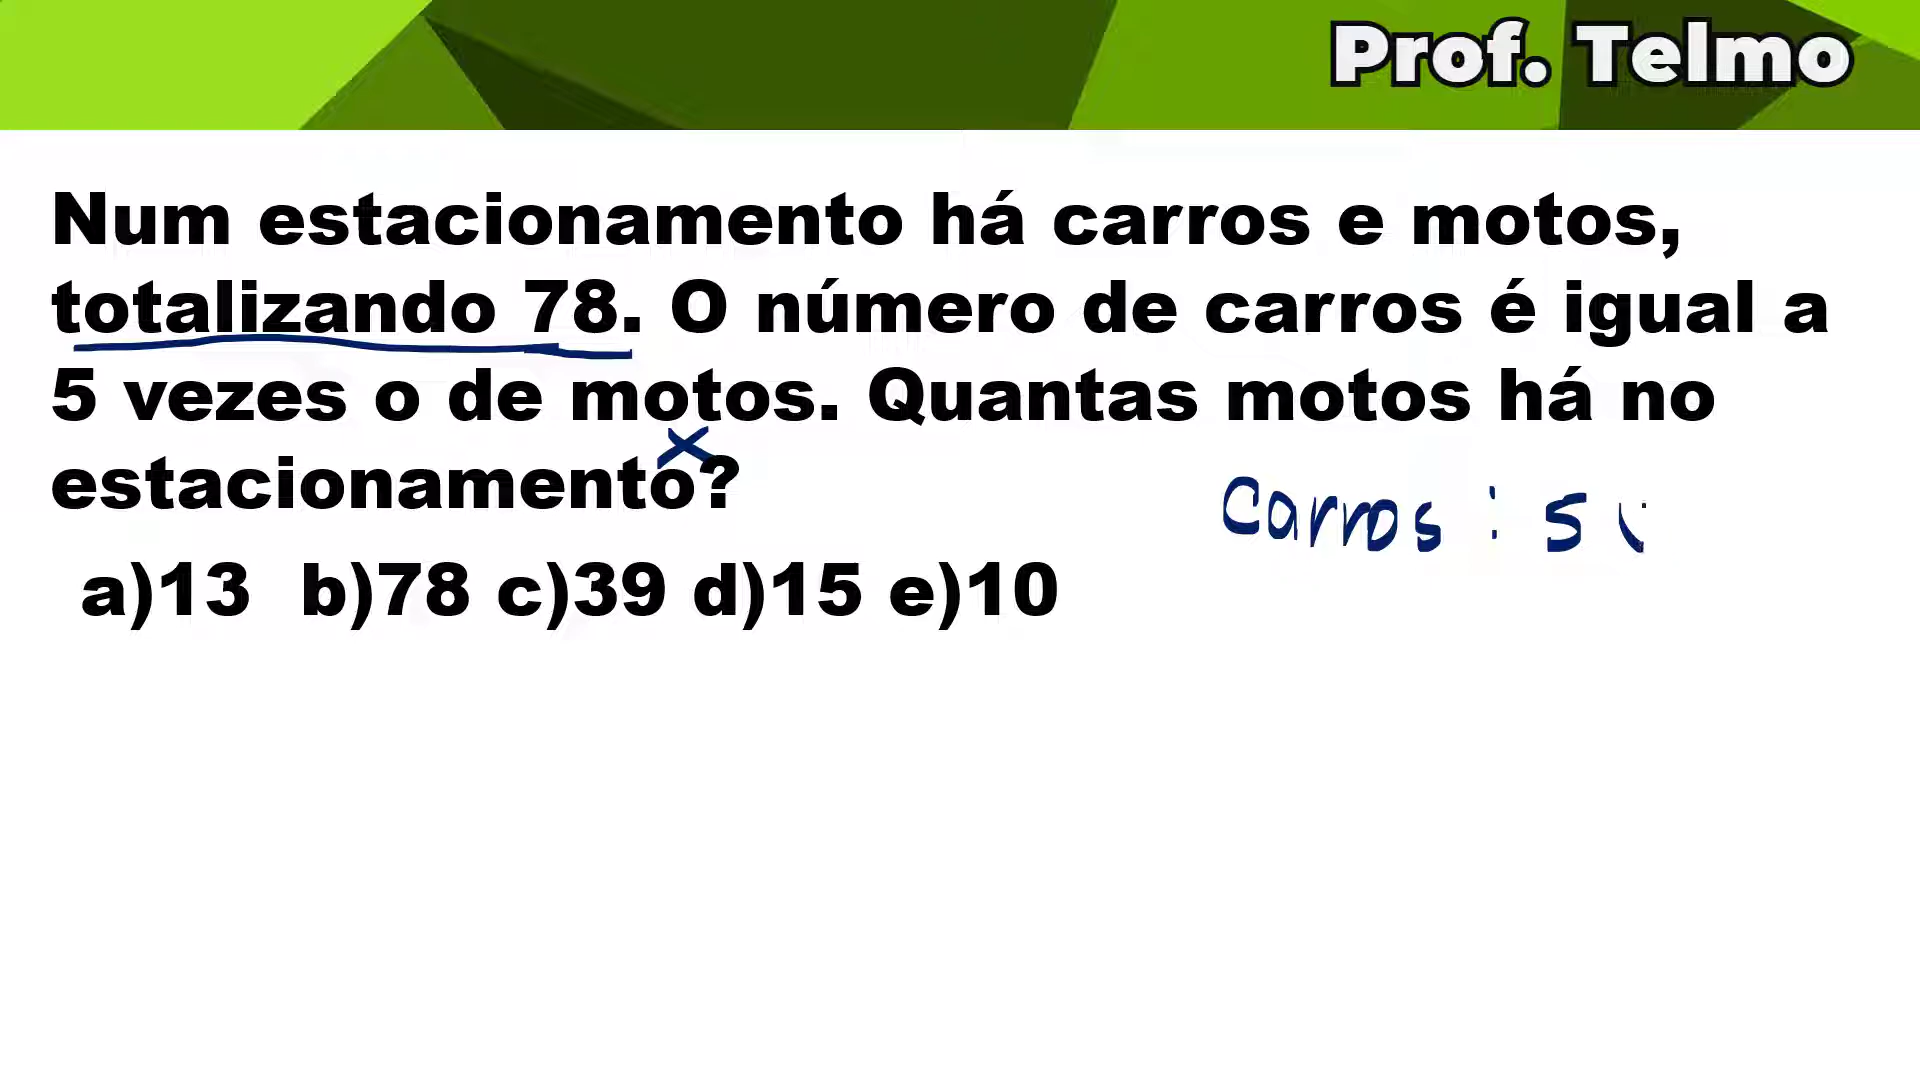 Prof. Telmo
Num estacionamento há carros e motos,
totalizando 78. O número de carros é igual a
5 vezes o de motos. Quantas motos há no
x
estacionamento?
Carros : 5
a)13 b)78 c)39 d)15 e)10